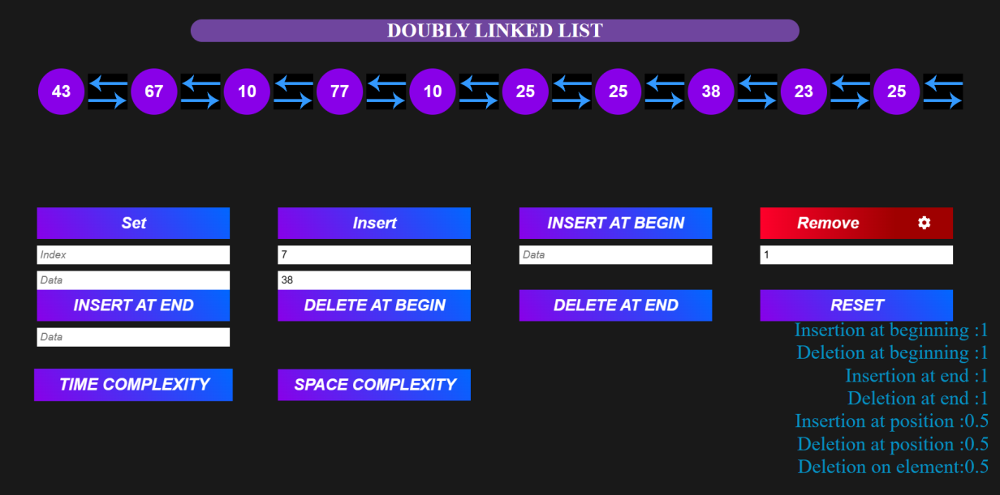 DOUBLY LINKED LIST
43 67 10 77 10 25 25 38 23 25
Set Insert INSERT AT BEGIN Remove
Index 7 Data 1
Data 38
INSERT AT END DELETE AT BEGIN DELETE AT END RESET
Data
Insertion at beginning :1
Deletion at beginning :1
TIME COMPLEXITY SPACE COMPLEXITY
Insertion at end :1
Deletion at end :1
Insertion at position :0.5
Deletion at position :0.5
Deletion on element:0.5